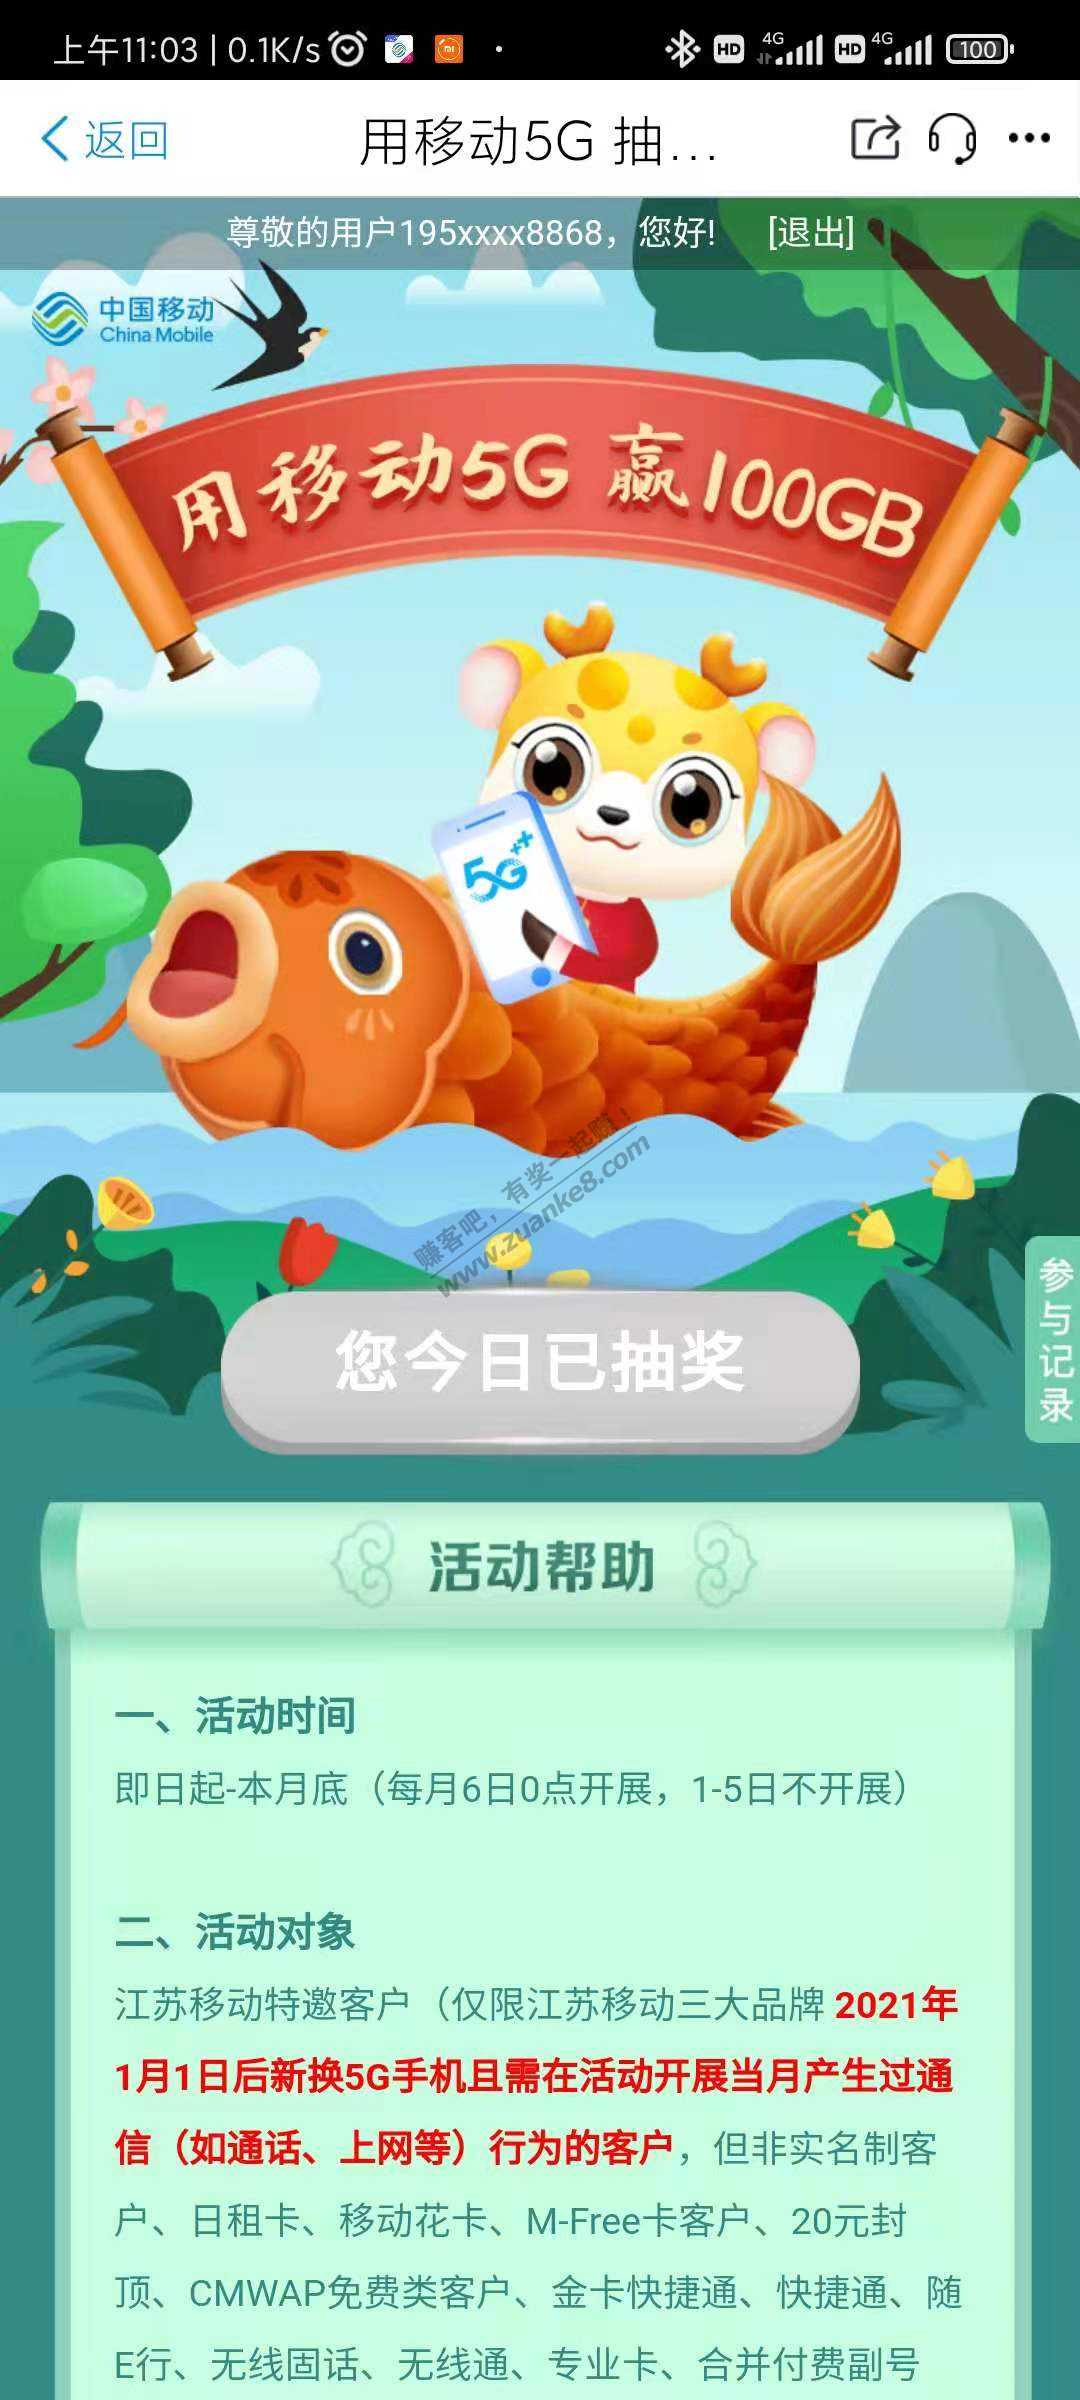 上午11:03 | 0.1K/s
HD 4G HD 4G 100
返回
用移动5G 抽...
尊敬的用户195xxxx8868，您好! [退出]
中国移动
China Mobile
用移动5G 赢100GB
5G++
赚客吧，有奖一起赚！
www.zuanke8.com
参与记录
您今日已抽奖
活动帮助
一、活动时间
即日起-本月底（每月6日0点开展，1-5日不开展）
二、活动对象
江苏移动特邀客户（仅限江苏移动三大品牌 2021年
1月1日后新换5G手机且需在活动开展当月产生过通
信（如通话、上网等）行为的客户，但非实名制客
户、日租卡、移动花卡、M-Free卡客户、20元封
顶、CMWAP免费类客户、金卡快捷通、快捷通、随
E行、无线固话、无线通、专业卡、合并付费副号